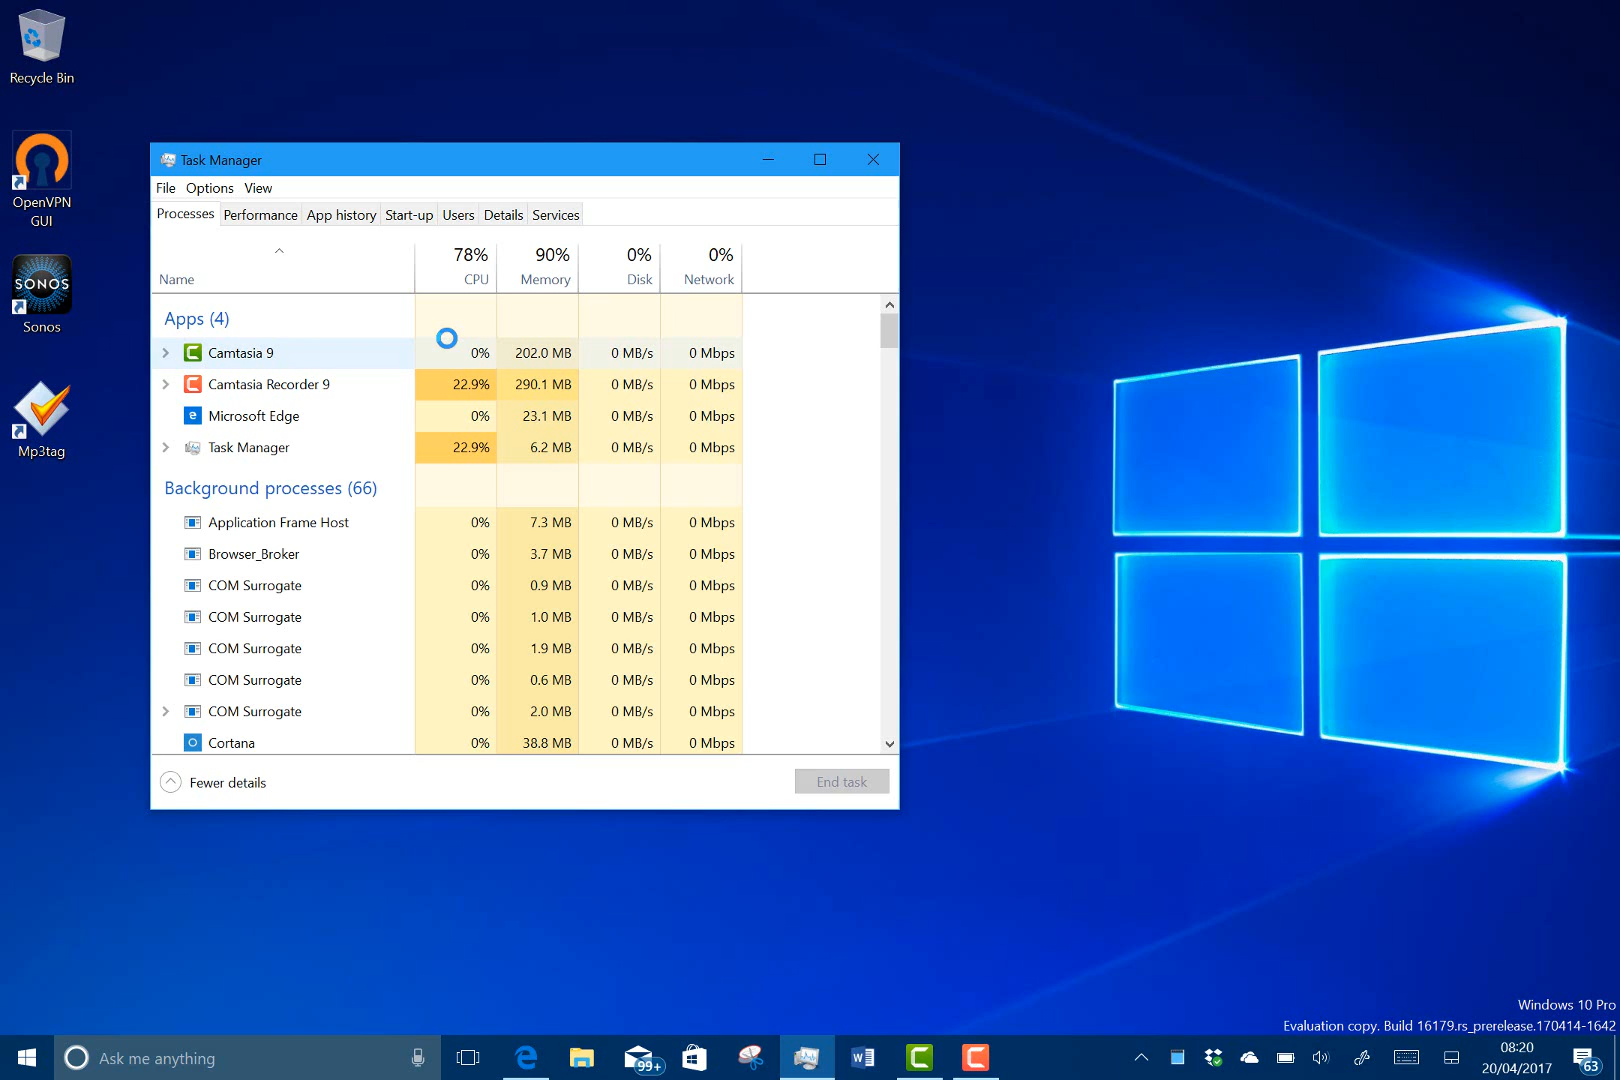 Recycle Bin
OpenVPN
GUI
SONOS
Sonos
Mp3tag
Task Manager
File Options View
Processes Performance App history Start-up Users Details Services
78% 90% 0% 0%
Name CPU Memory Disk Network
Apps (4)
Camtasia 9 0% 202.0 MB 0 MB/s 0 Mbps
Camtasia Recorder 9 22.9% 290.1 MB 0 MB/s 0 Mbps
Microsoft Edge 0% 23.1 MB 0 MB/s 0 Mbps
Task Manager 22.9% 6.2 MB 0 MB/s 0 Mbps
Background processes (66)
Application Frame Host 0% 7.3 MB 0 MB/s 0 Mbps
Browser_Broker 0% 3.7 MB 0 MB/s 0 Mbps
COM Surrogate 0% 0.9 MB 0 MB/s 0 Mbps
COM Surrogate 0% 1.0 MB 0 MB/s 0 Mbps
COM Surrogate 0% 1.9 MB 0 MB/s 0 Mbps
COM Surrogate 0% 0.6 MB 0 MB/s 0 Mbps
COM Surrogate 0% 2.0 MB 0 MB/s 0 Mbps
Cortana 0% 38.8 MB 0 MB/s 0 Mbps
Fewer details End task
Windows 10 Pro
Evaluation copy. Build 16179.rs_prerelease.170414-1642
Ask me anything
99+
08:20
20/04/2017
63